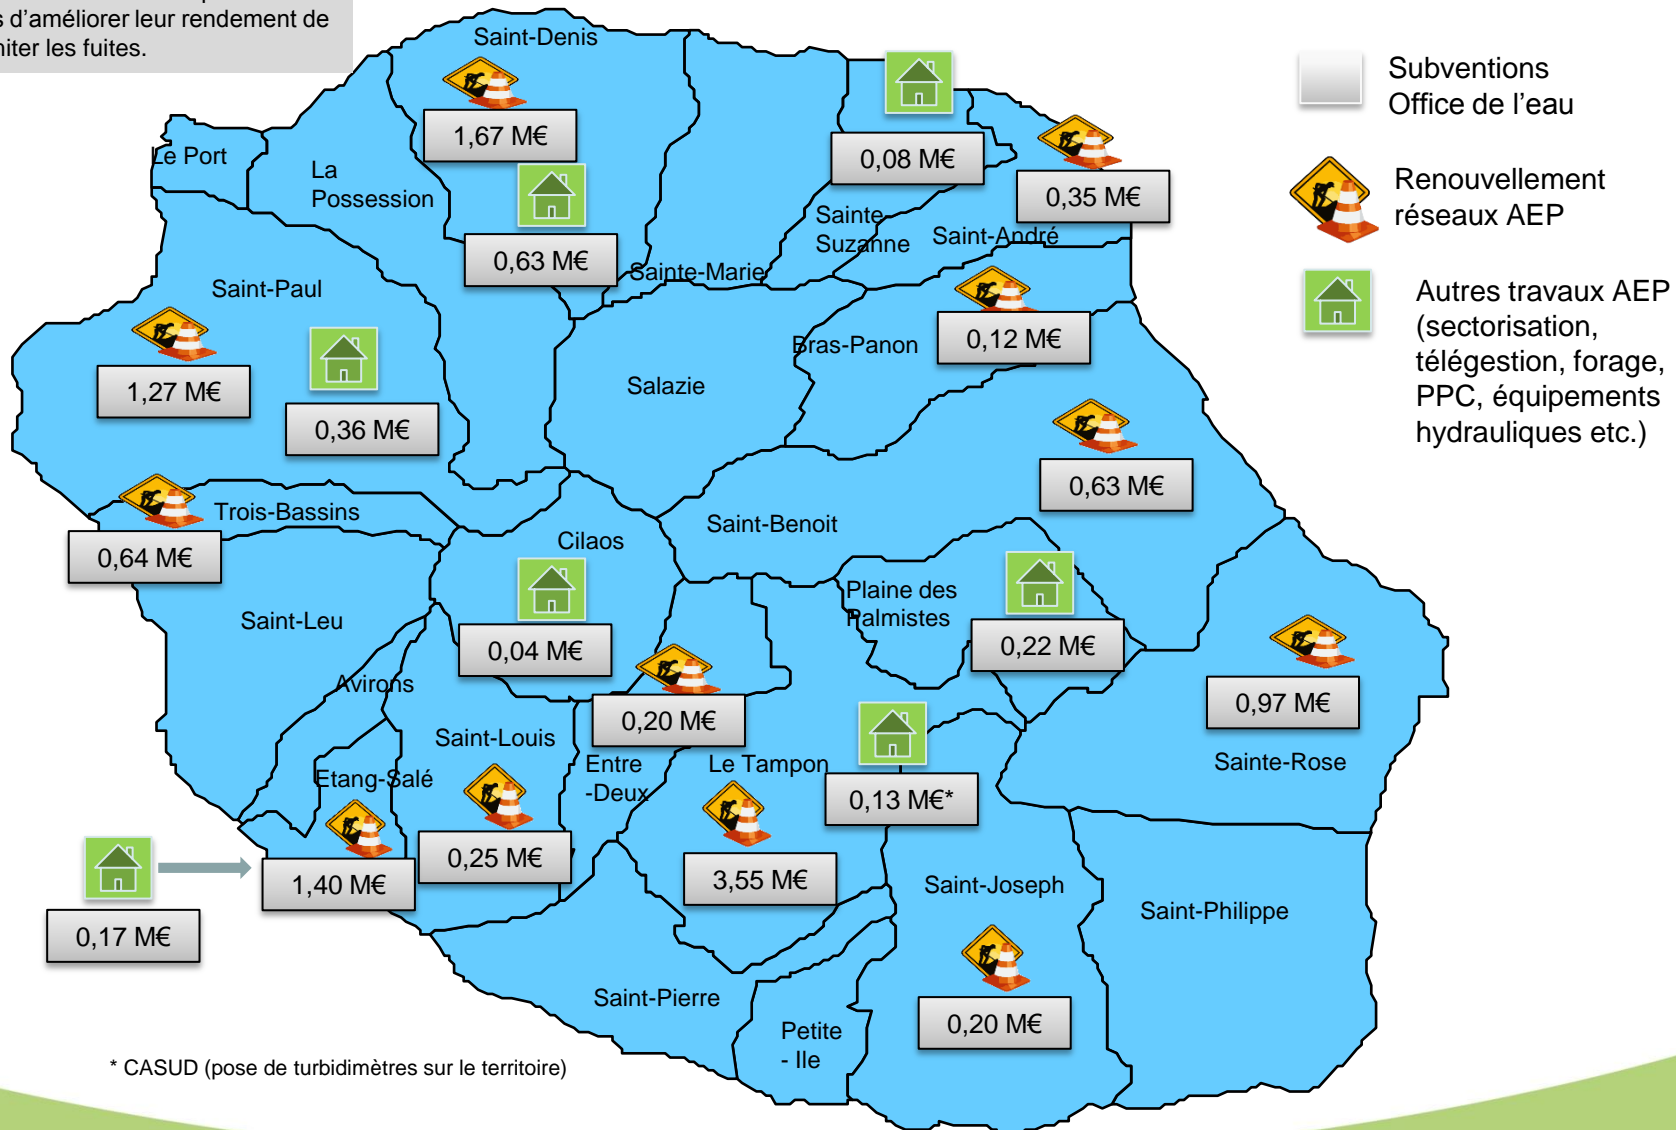 s d’améliorer leur rendement de
niter les fuites.
Saint-Denis
1,67 M€
0,63 M€
Le Port
La
Possession
Sainte-Marie
0,08 M€
Sainte
Suzanne
0,35 M€
Saint-André
Saint-Paul
1,27 M€
0,36 M€
Salazie
Bras-Panon
0,12 M€
0,63 M€
Trois-Bassins
0,64 M€
Saint-Benoit
Cilaos
0,04 M€
Plaine des
Palmistes
0,22 M€
Saint-Leu
Avirons
0,20 M€
0,97 M€
Sainte-Rose
Saint-Louis
0,25 M€
Entre
-Deux
Le Tampon
0,13 M€*
3,55 M€
Etang-Salé
1,40 M€
0,17 M€
Saint-Joseph
0,20 M€
Saint-Philippe
Saint-Pierre
Petite
- Ile
* CASUD (pose de turbidimètres sur le territoire)
Subventions
Office de l’eau
Renouvellement
réseaux AEP
Autres travaux AEP
(sectorisation,
télégestion, forage,
PPC, équipements
hydrauliques etc.)